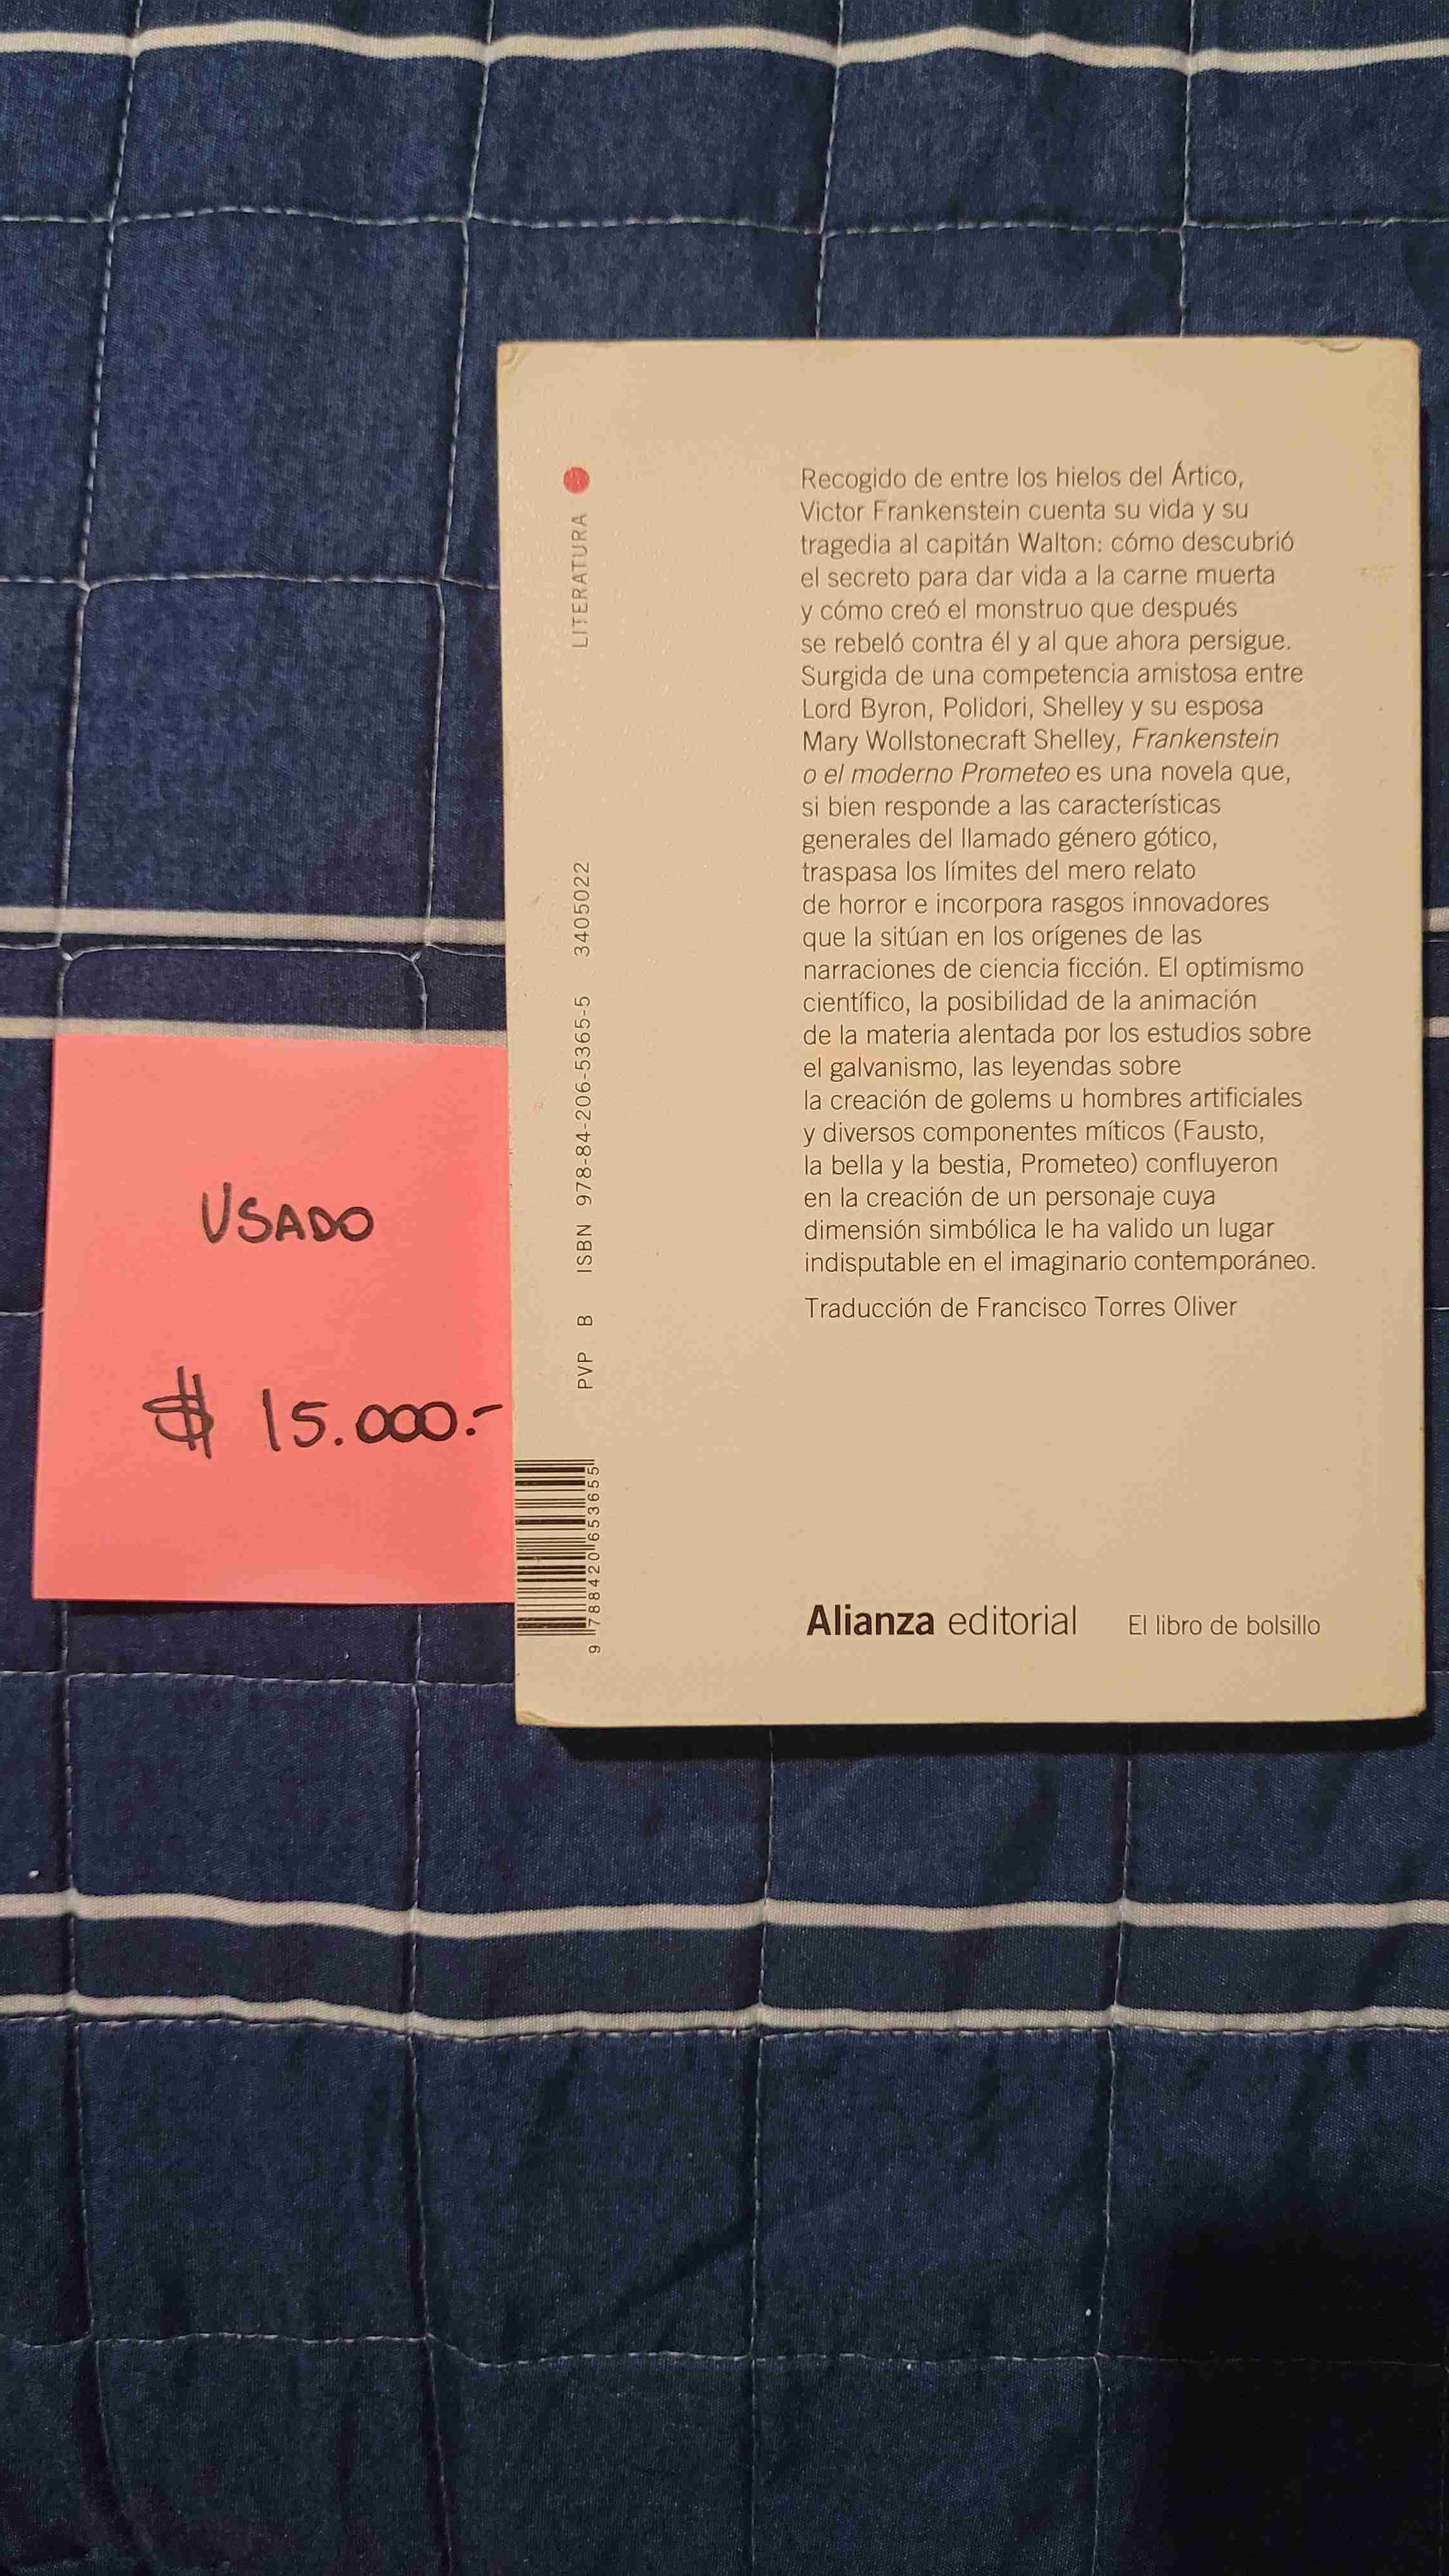 LITERATURA
Recogido de entre los hielos del Ártico,
Victor Frankenstein cuenta su vida y su
tragedia al capitán Walton: cómo descubrió
el secreto para dar vida a la carne muerta
y cómo creó el monstruo que después
se rebeló contra él y al que ahora persigue.
Surgida de una competencia amistosa entre
Lord Byron, Polidori, Shelley y su esposa
Mary Wollstonecraft Shelley, Frankenstein
o el moderno Prometeo es una novela que,
si bien responde a las características
generales del llamado género gótico,
traspasa los límites del mero relato
de horror e incorpora rasgos innovadores
que la sitúan en los orígenes de las
narraciones de ciencia ficción. El optimismo
científico, la posibilidad de la animación
de la materia alentada por los estudios sobre
el galvanismo, las leyendas sobre
la creación de golems u hombres artificiales
y diversos componentes míticos (Fausto,
la bella y la bestia, Prometeo) confluyeron
en la creación de un personaje cuya
dimensión simbólica le ha valido un lugar
indisputable en el imaginario contemporáneo.
Traducción de Francisco Torres Oliver
PVP B ISBN 978-84-206-5365-5 3405022
9 788420 653655
Alianza editorial El libro de bolsillo
USADO
$ 15.000.-